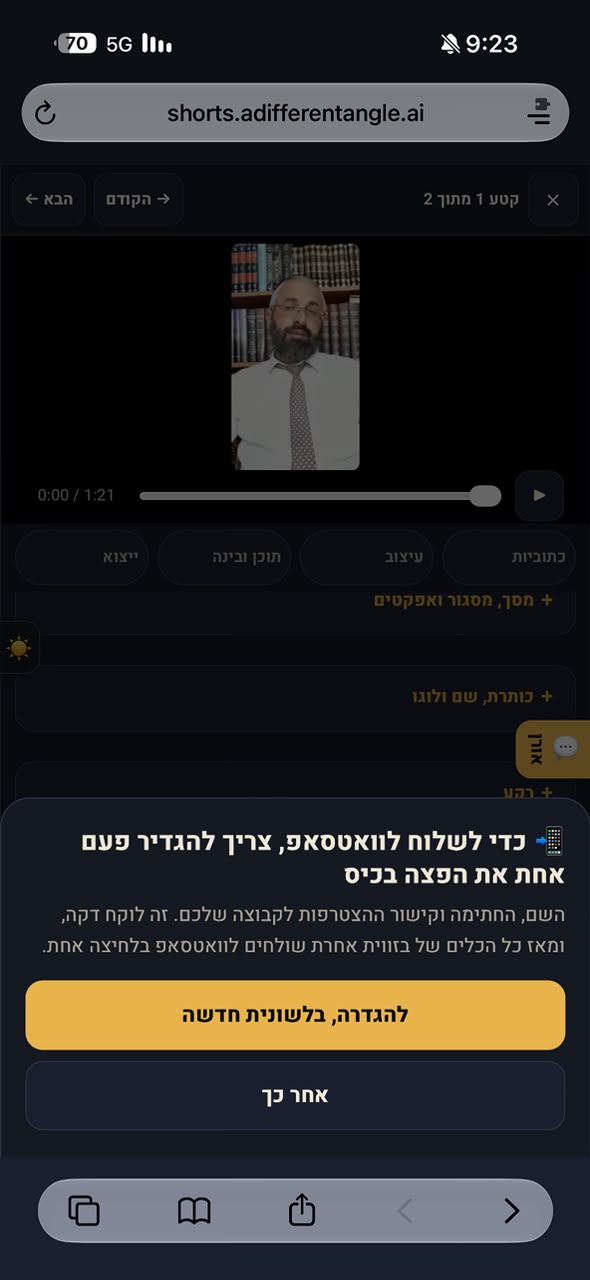 70 5G 9:23
shorts.adifferentangle.ai
קטע 1 מתוך 2
→ הקודם
הבא ←
0:00 / 1:21
כתוביות
עיצוב
תוכן ובינה
ייצוא
+ מסך, מסגור ואפקטים
+ כותרת, שם ולוגו
אורן
+ רקע
כדי לשלוח לוואטסאפ, צריך להגדיר פעם
אחת את הפצה בכיס
השם, החתימה וקישור ההצטרפות לקבוצה שלכם. זה לוקח דקה,
ומאז כל הכלים של בזווית אחרת שולחים לוואטסאפ בלחיצה אחת.
להגדרה, בלשונית חדשה
אחר כך